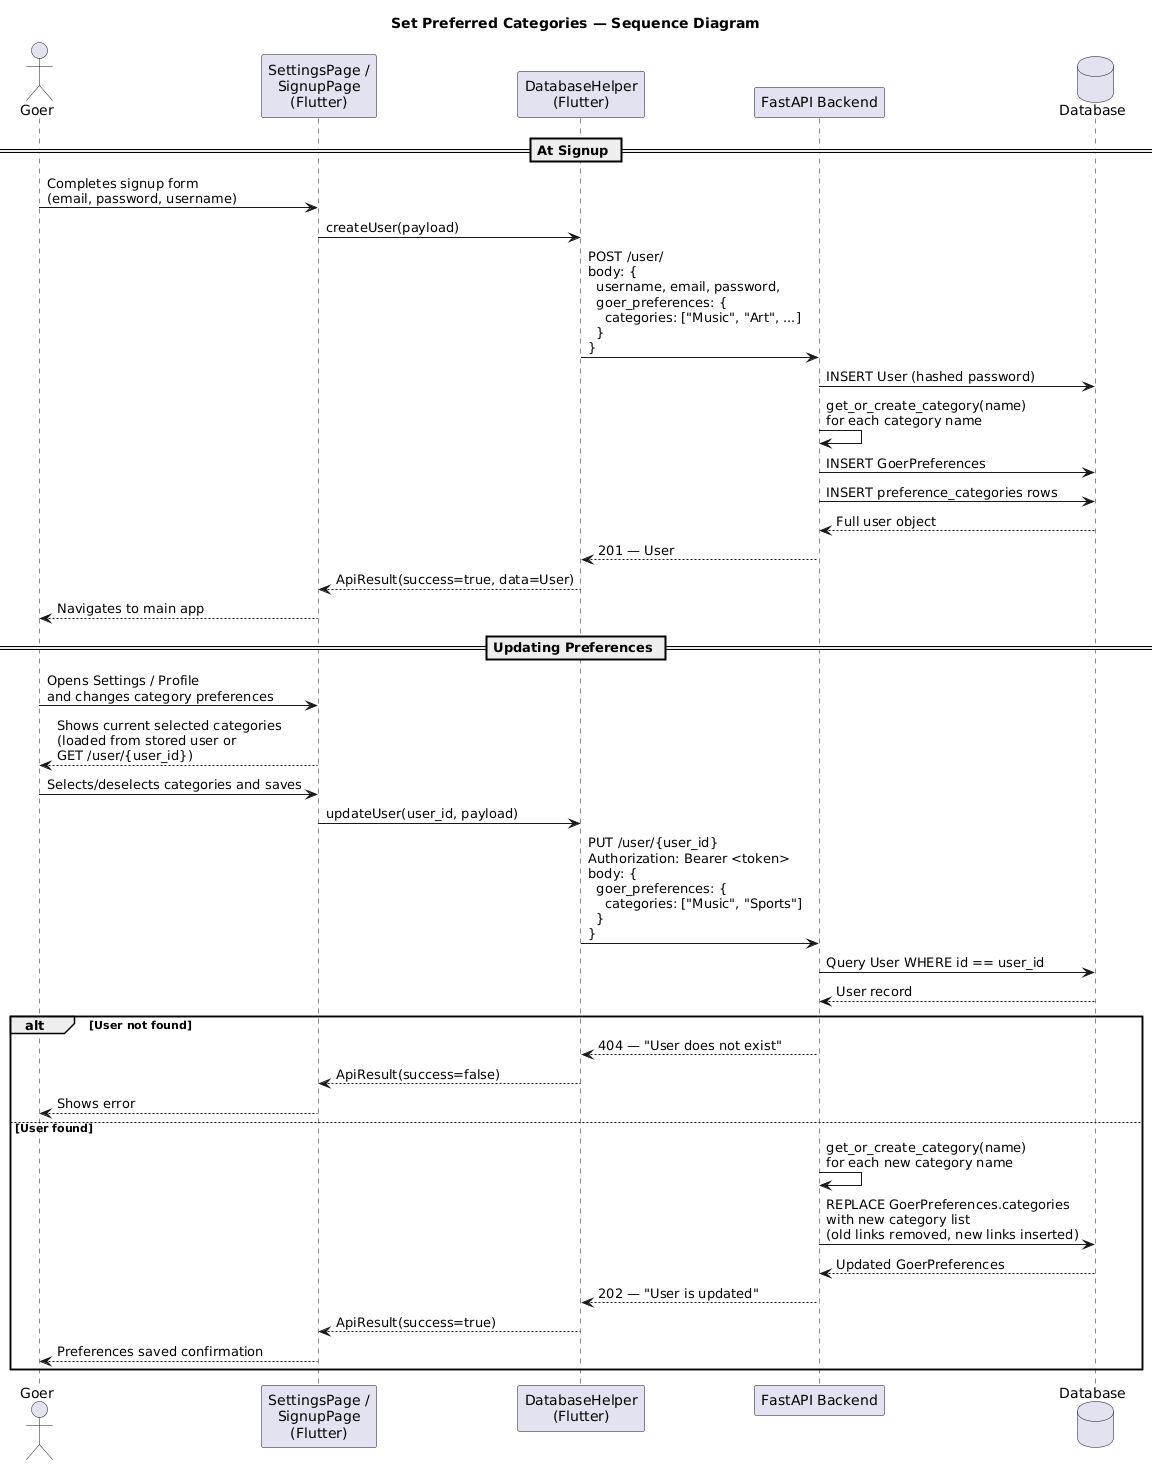 Set Preferred Categories — Sequence Diagram
Goer
SettingsPage /
SignupPage
(Flutter)
DatabaseHelper
(Flutter)
FastAPI Backend
Database
At Signup
Completes signup form
(email, password, username)
createUser(payload)
POST /user/
body: {
  username, email, password,
  goer_preferences: {
    categories: ["Music", "Art", ...]
  }
}
INSERT User (hashed password)
get_or_create_category(name)
for each category name
INSERT GoerPreferences
INSERT preference_categories rows
Full user object
201 — User
ApiResult(success=true, data=User)
Navigates to main app
Updating Preferences
Opens Settings / Profile
and changes category preferences
Shows current selected categories
(loaded from stored user or
GET /user/{user_id})
Selects/deselects categories and saves
updateUser(user_id, payload)
PUT /user/{user_id}
Authorization: Bearer <token>
body: {
  goer_preferences: {
    categories: ["Music", "Sports"]
  }
}
Query User WHERE id == user_id
User record
alt [User not found]
404 — "User does not exist"
ApiResult(success=false)
Shows error
[User found]
get_or_create_category(name)
for each new category name
REPLACE GoerPreferences.categories
with new category list
(old links removed, new links inserted)
Updated GoerPreferences
202 — "User is updated"
ApiResult(success=true)
Preferences saved confirmation
Goer
SettingsPage /
SignupPage
(Flutter)
DatabaseHelper
(Flutter)
FastAPI Backend
Database